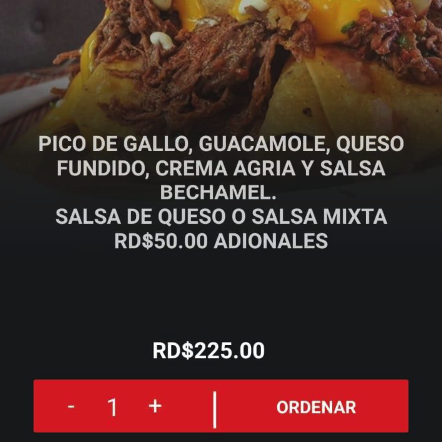 PICO DE GALLO, GUACAMOLE, QUESO
FUNDIDO, CREMA AGRIA Y SALSA
BECHAMEL.
SALSA DE QUESO O SALSA MIXTA
RD$50.00 ADIONALES
RD$225.00
- 1 + | ORDENAR